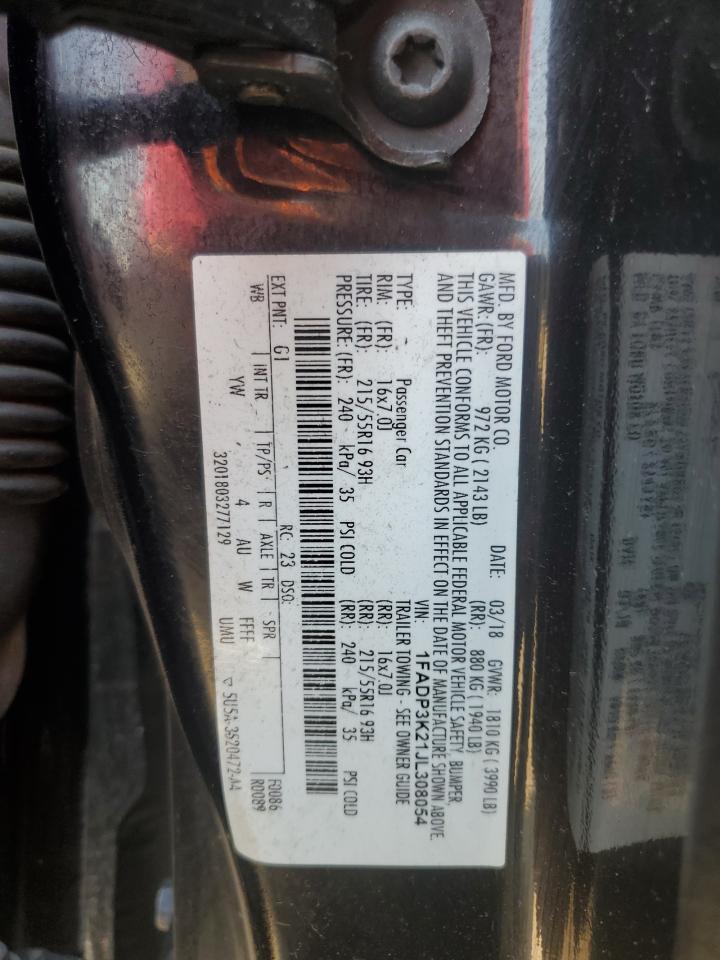 MFD. BY FORD MOTOR CO.
DATE: 03/18 GVWR: 1810 KG ( 3990 LB)
GAWR: (FR): 972 KG ( 2143 LB) (RR): 880 KG ( 1940 LB)
THIS VEHICLE CONFORMS TO ALL APPLICABLE FEDERAL MOTOR VEHICLE SAFETY, BUMPER,
AND THEFT PREVENTION STANDARDS IN EFFECT ON THE DATE OF MANUFACTURE SHOWN ABOVE.
VIN: 1FADP3K21JL308054
TYPE: - Passenger Car TRAILER TOWING - SEE OWNER GUIDE
RIM: (FR): 16x7.0J (RR): 16x7.0J
TIRE: (FR): 215/55R16 93H (RR): 215/55R16 93H
PRESSURE: (FR): 240 kPa/ 35 PSI COLD (RR): 240 kPa/ 35 PSI COLD
EXT PNT: G1 RC: 23 DSO: F0086
WB INT TR TP/PS R AXLE TR SPR R0089
YW 4 AU W FFFF
3201803277129 UMU ▽ 5U5A-3520472-AA